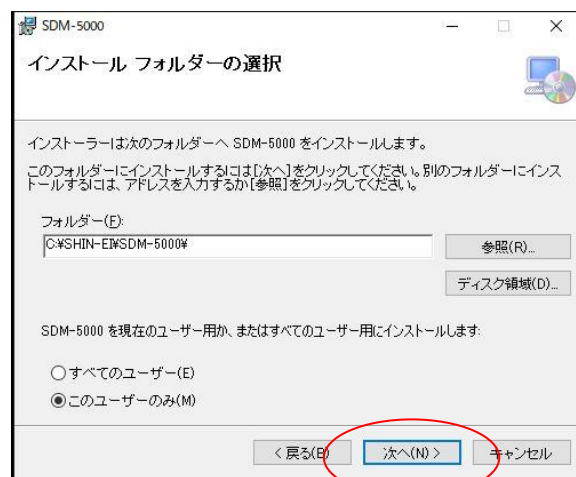 SDM-5000
インストール フォルダーの選択
インストーラーは次のフォルダーへ SDM-5000 をインストールします。
このフォルダーにインストールするには[次へ]をクリックしてください。別のフォルダーにインス
トールするには、アドレスを入力するか[参照]をクリックしてください。
フォルダー(F):
C:¥SHIN-EI¥SDM-5000¥
参照(R)...
ディスク領域(D)...
SDM-5000 を現在のユーザー用か、またはすべてのユーザー用にインストールします:
すべてのユーザー(E)
このユーザーのみ(M)
< 戻る(B) 次へ(N) > キャンセル